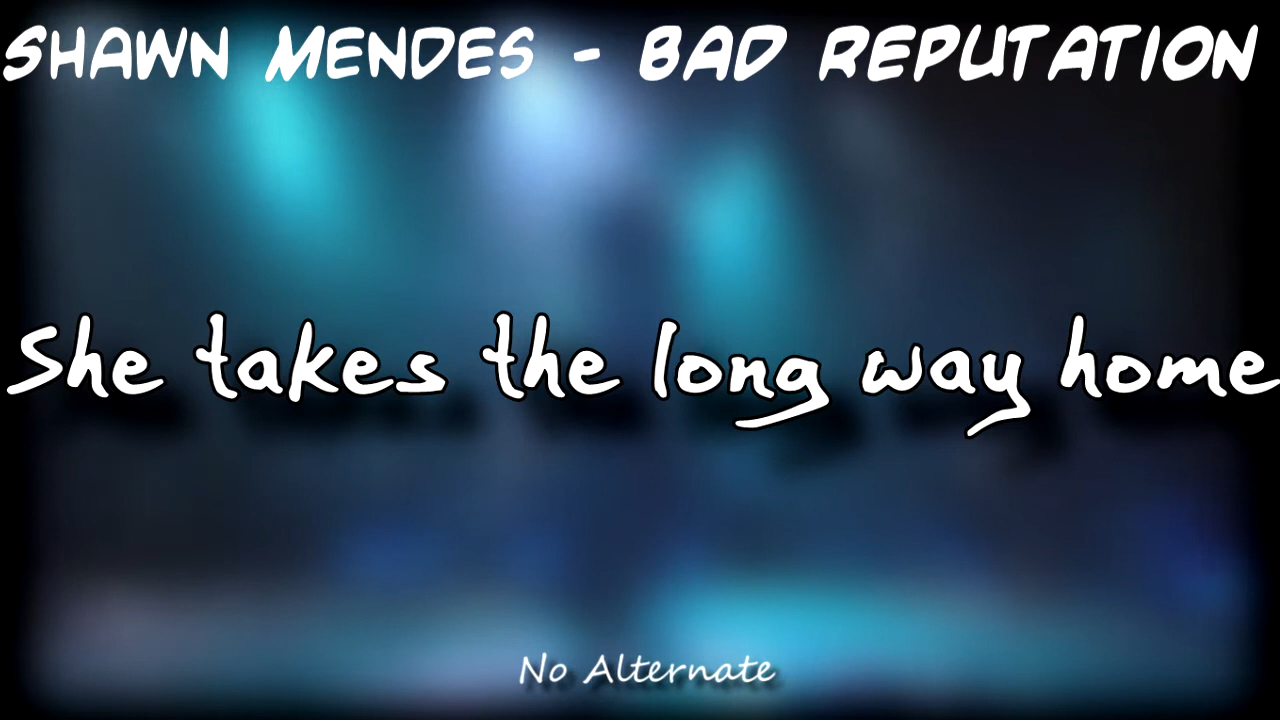 SHAWN MENDES - BAD REPUTATION
She takes the long way home
No Alternate